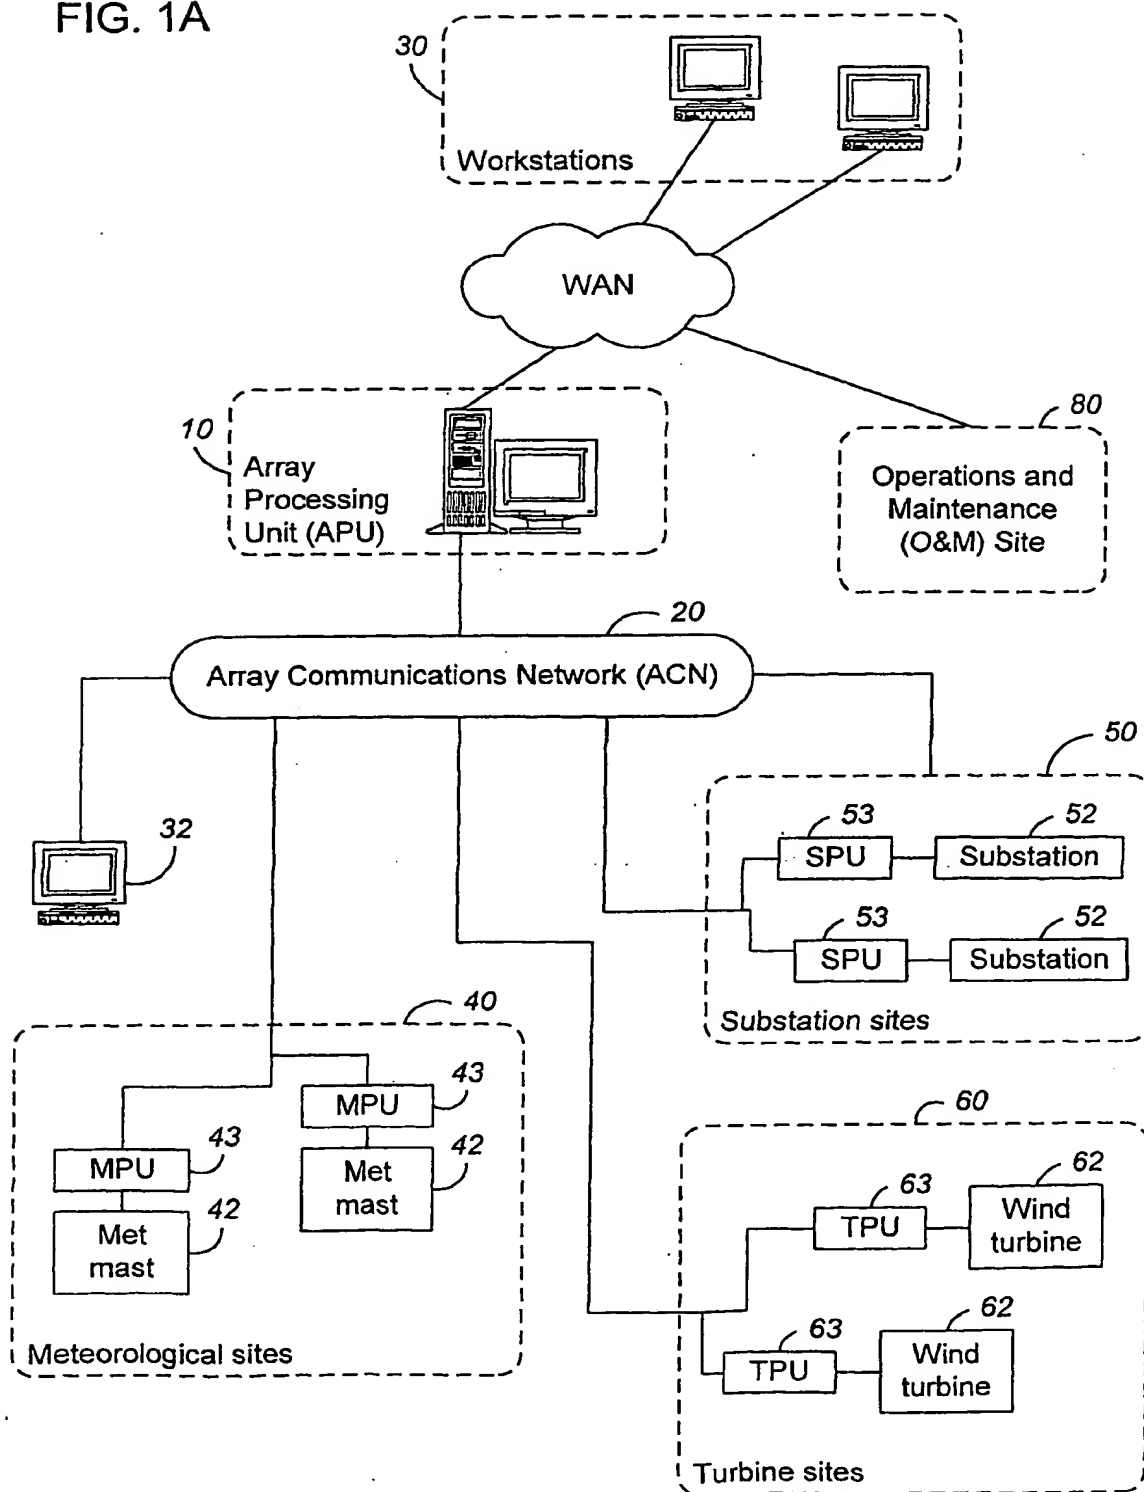 FIG. 1A
30
Workstations
WAN
10
Array
Processing
Unit (APU)
80
Operations and
Maintenance
(O&M) Site
20
Array Communications Network (ACN)
50
32
53
52
SPU
Substation
53
52
SPU
Substation
Substation sites
40
43
MPU
43
MPU
42
Met
mast
42
Met
mast
Meteorological sites
60
63
62
TPU
Wind
turbine
63
62
TPU
Wind
turbine
Turbine sites